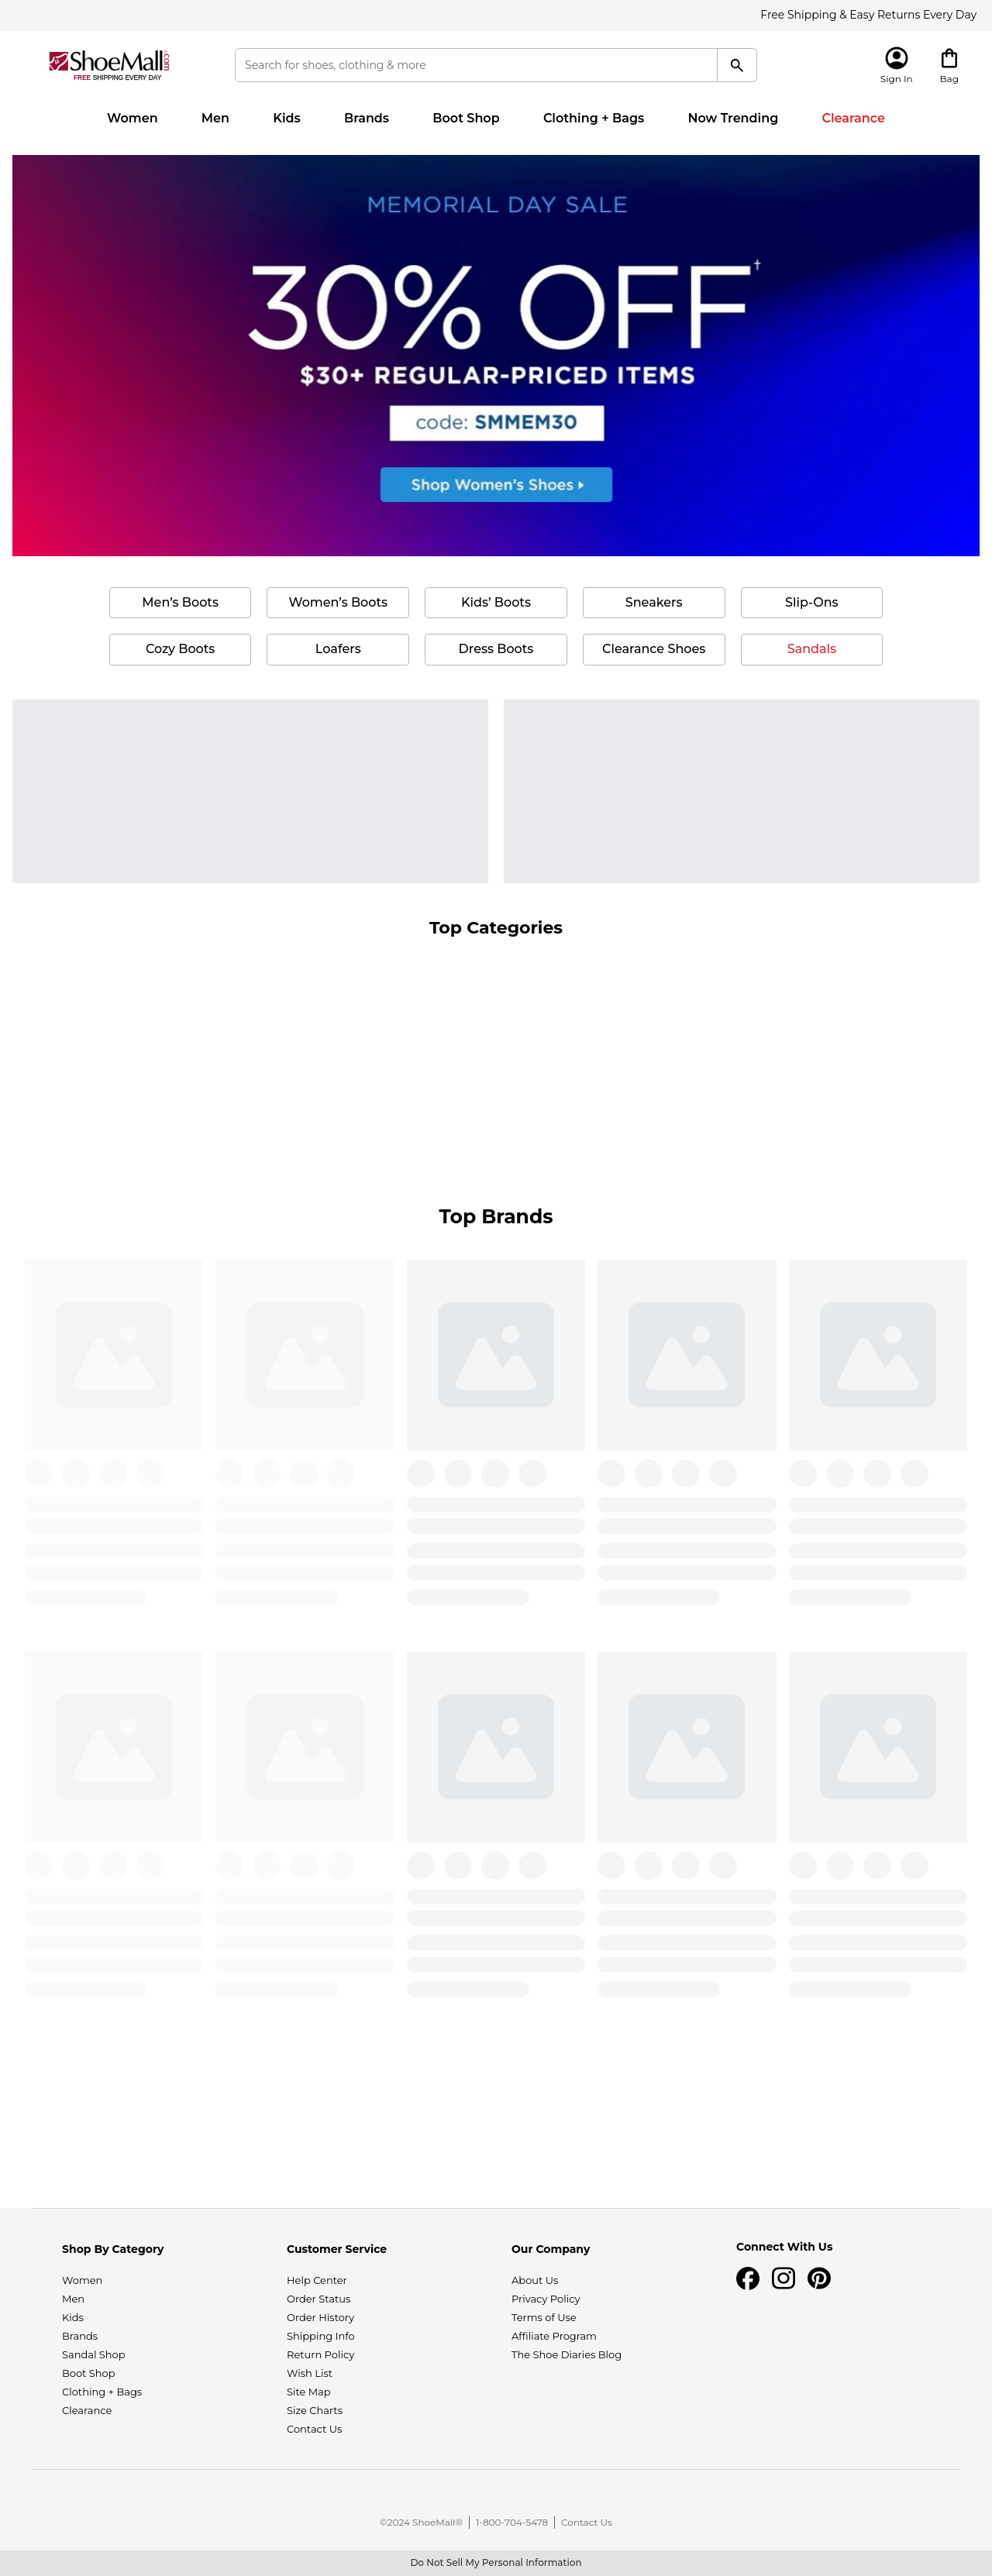 Free Shipping & Easy Returns Every Day
ShoeMall.com
FREE SHIPPING EVERY DAY
Search for shoes, clothing & more
Sign In
Bag
Women Men Kids Brands Boot Shop Clothing + Bags Now Trending Clearance
MEMORIAL DAY SALE
30% OFF†
$30+ REGULAR-PRICED ITEMS
code: SMMEM30
Shop Women's Shoes
Men's Boots Women's Boots Kids' Boots Sneakers Slip-Ons
Cozy Boots Loafers Dress Boots Clearance Shoes Sandals
Top Categories
Top Brands
Shop By Category
Women
Men
Kids
Brands
Sandal Shop
Boot Shop
Clothing + Bags
Clearance
Customer Service
Help Center
Order Status
Order History
Shipping Info
Return Policy
Wish List
Site Map
Size Charts
Contact Us
Our Company
About Us
Privacy Policy
Terms of Use
Affiliate Program
The Shoe Diaries Blog
Connect With Us
©2024 ShoeMall® 1-800-704-5478 Contact Us
Do Not Sell My Personal Information